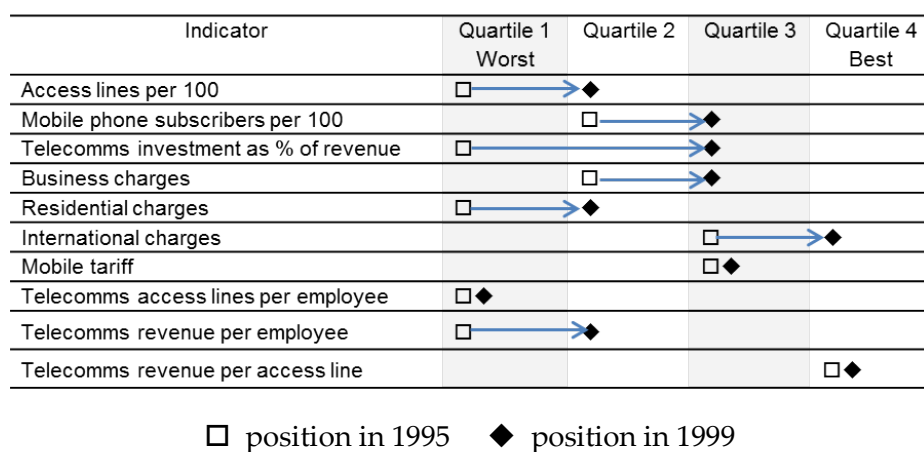 Indicator Quartile 1 Quartile 2 Quartile 3 Quartile 4
Worst Best
Access lines per 100
Mobile phone subscribers per 100
Telecomms investment as % of revenue
Business charges
Residential charges
International charges
Mobile tariff
Telecomms access lines per employee
Telecomms revenue per employee
Telecomms revenue per access line
position in 1995 position in 1999